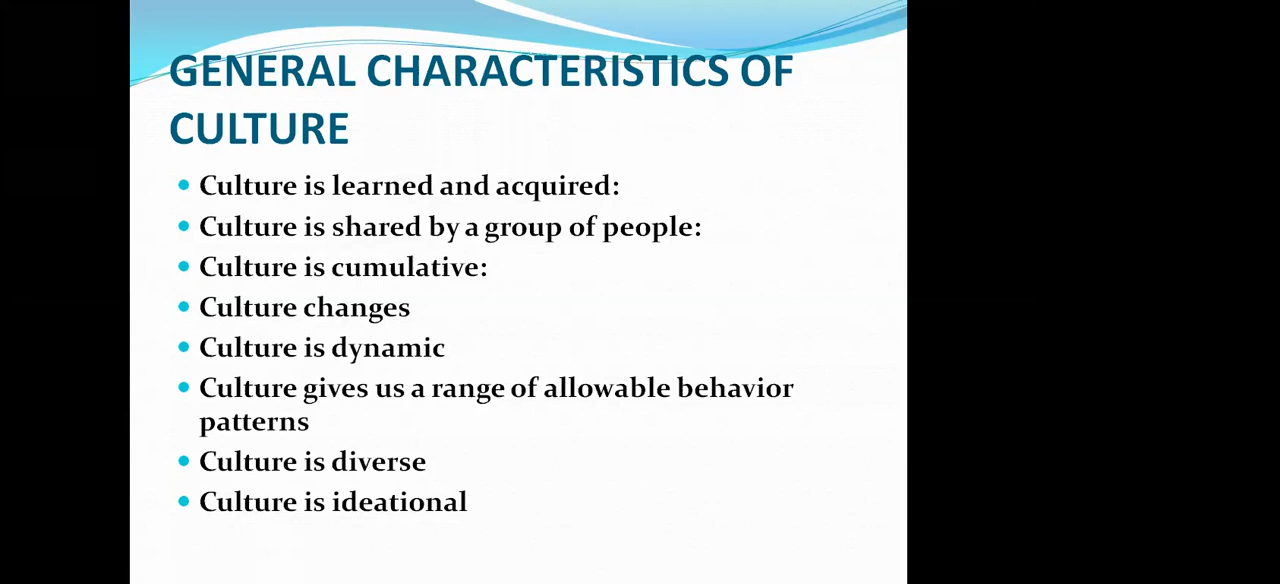 GENERAL CHARACTERISTICS OF
CULTURE
• Culture is learned and acquired:
• Culture is shared by a group of people:
• Culture is cumulative:
• Culture changes
• Culture is dynamic
• Culture gives us a range of allowable behavior
patterns
• Culture is diverse
• Culture is ideational